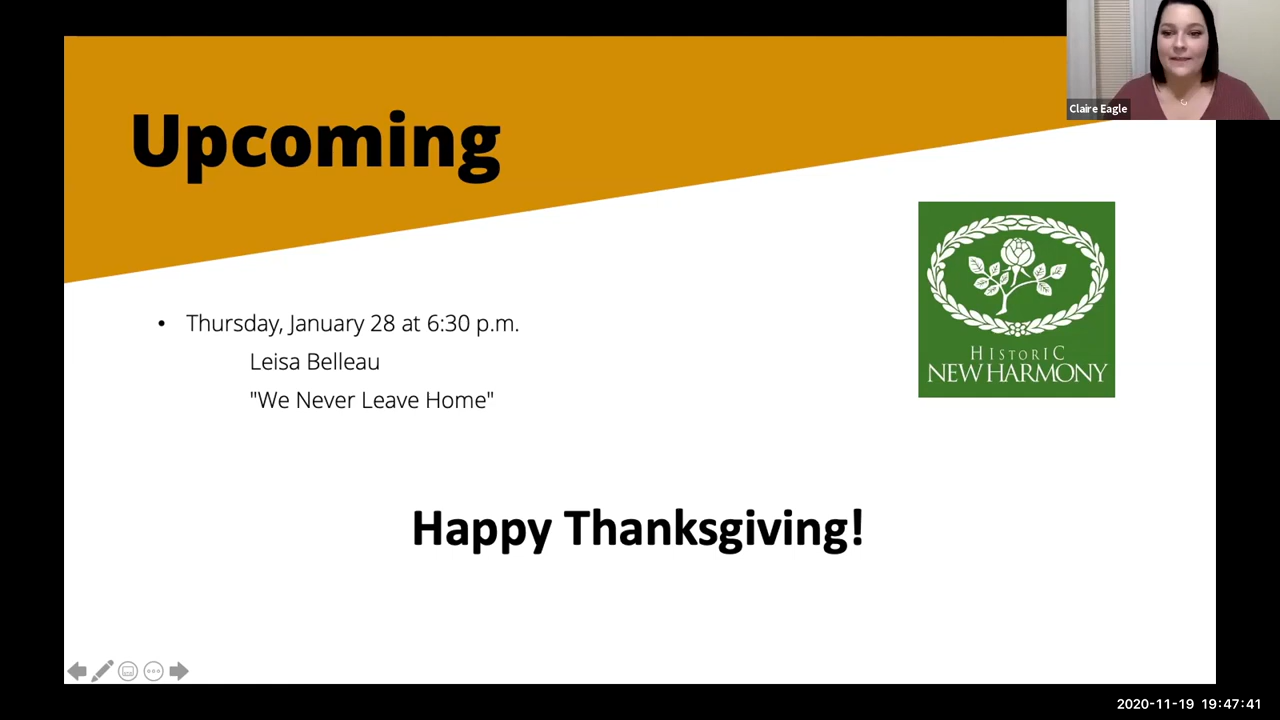 Upcoming
Claire Eagle
• Thursday, January 28 at 6:30 p.m.
Leisa Belleau
"We Never Leave Home"
HISTORIC
NEW HARMONY
Happy Thanksgiving!
2020-11-19 19:47:41